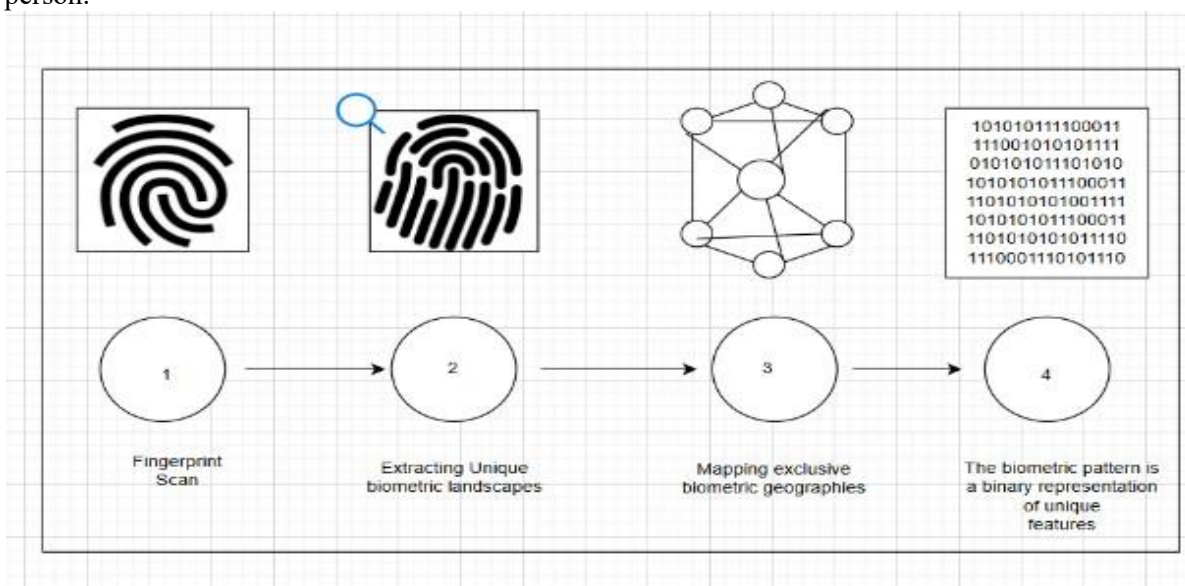 person.
101010111100011
111001010101111
010101011101010
1010101011100011
1101010101001111
1010101011100011
1101010101011110
1110001110101110
1
2
3
4
Fingerprint
Scan
Extracting Unique
biometric landscapes
Mapping exclusive
biometric geographies
The biometric pattern is
a binary representation
of unique
features